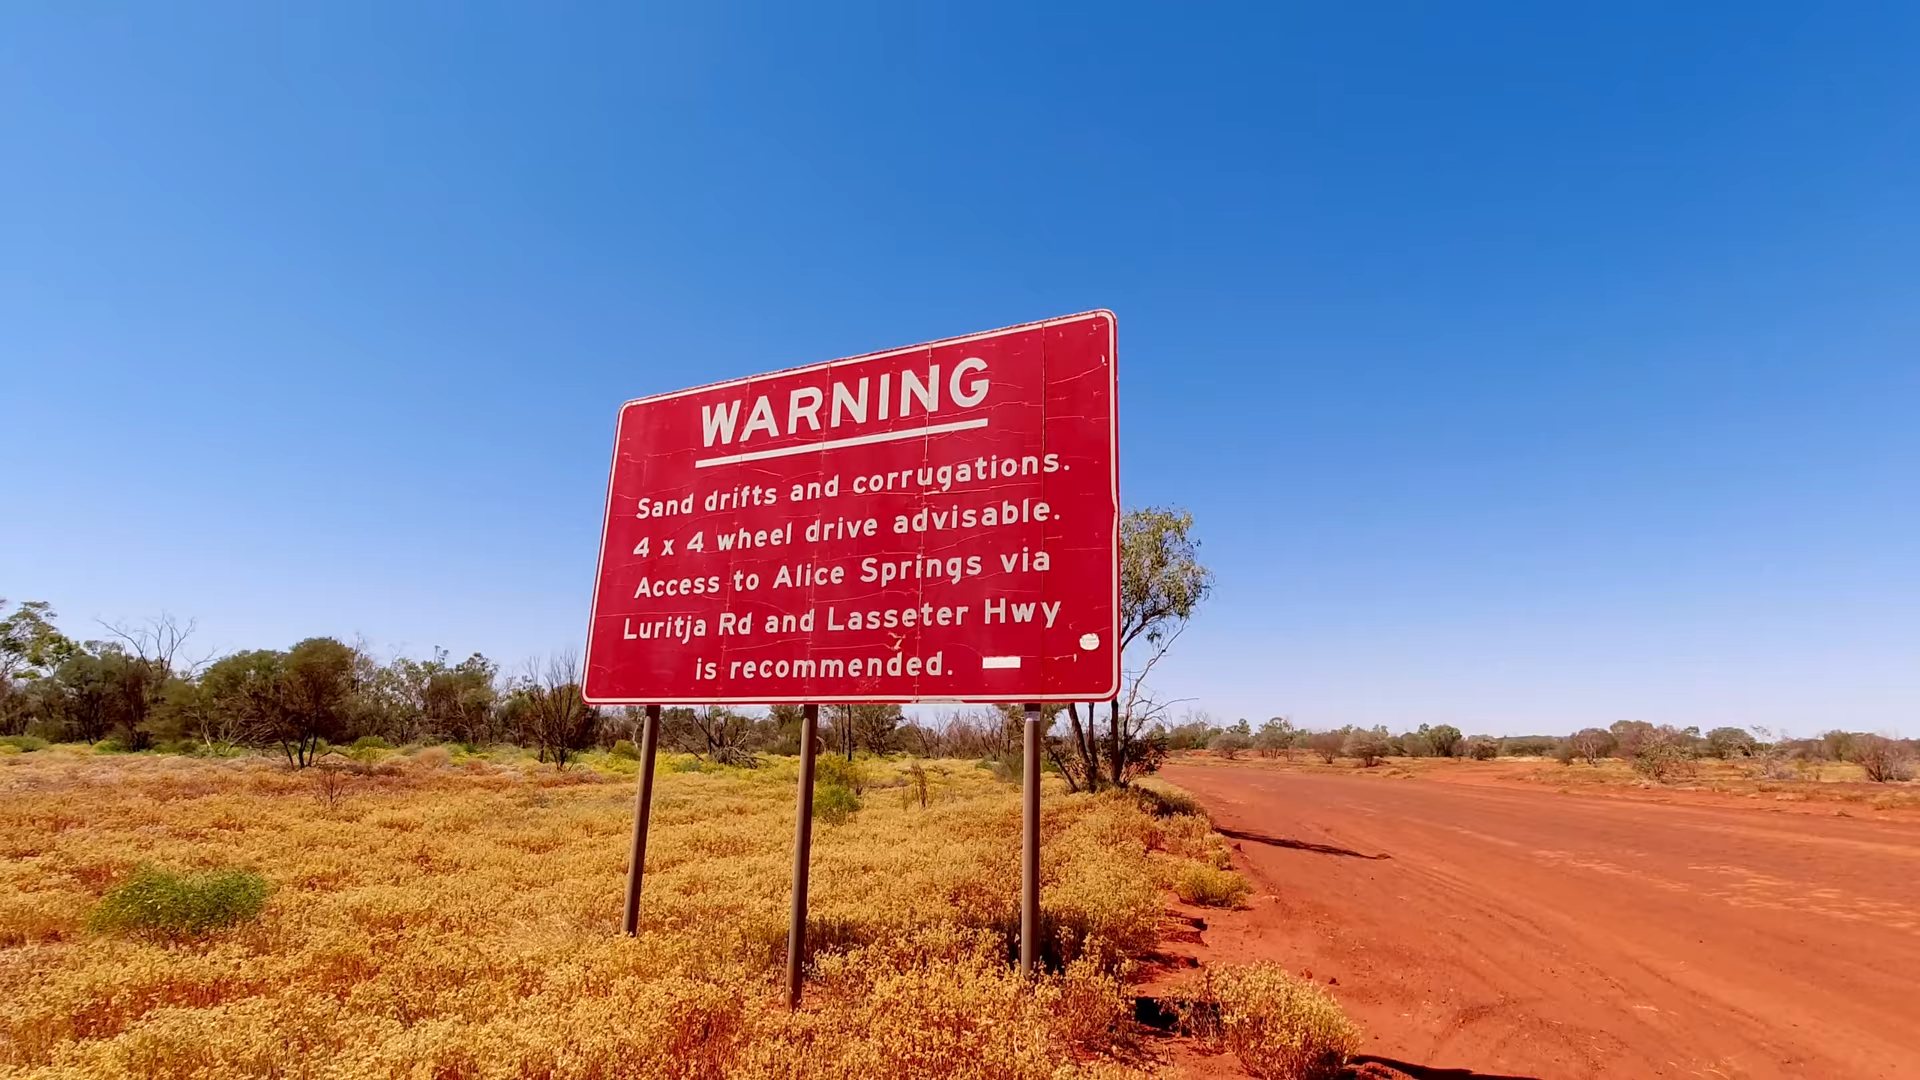 WARNING
Sand drifts and corrugations.
4 x 4 wheel drive advisable.
Access to Alice Springs via
Luritja Rd and Lasseter Hwy
is recommended.